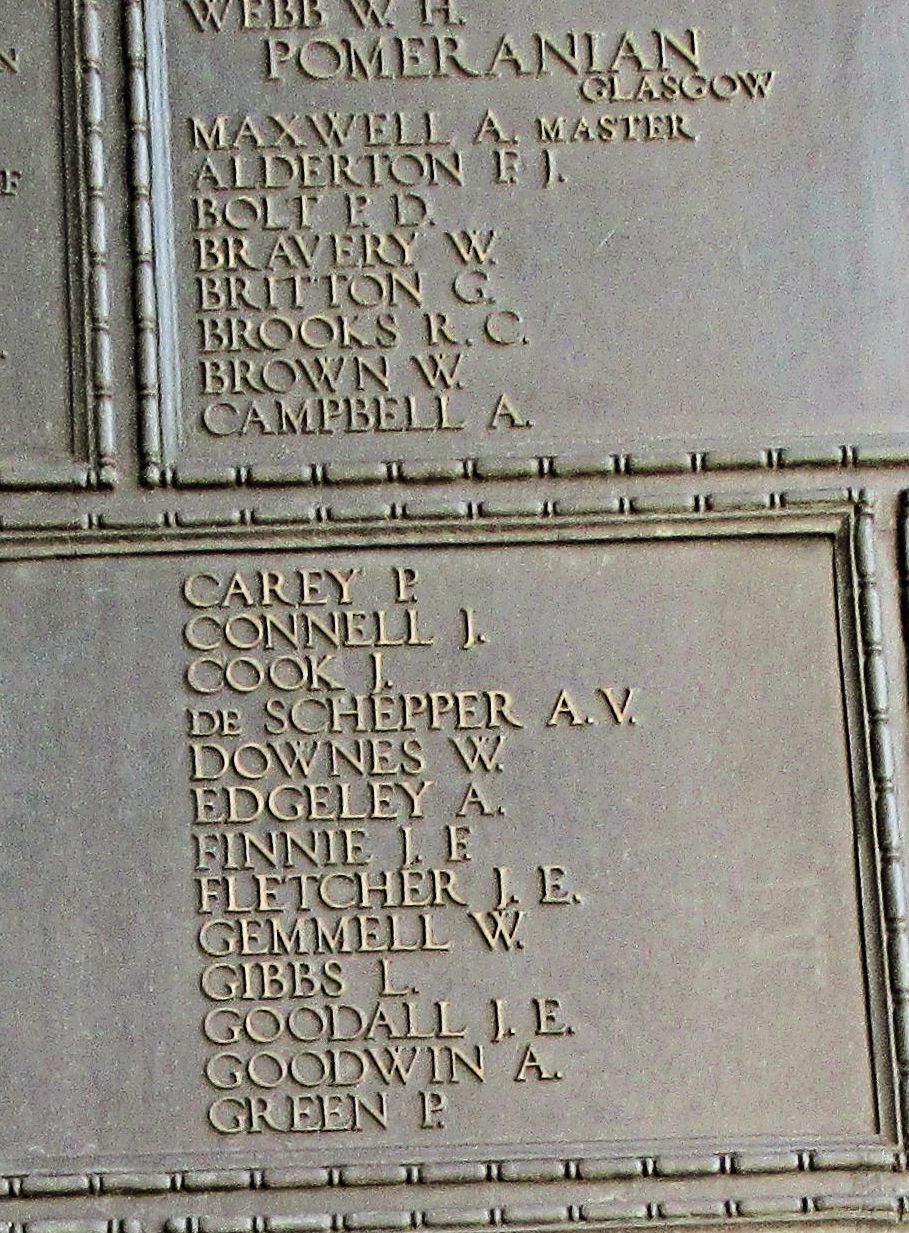 WEBB W. H.
POMERANIAN
GLASGOW
MAXWELL A. MASTER
ALDERTON F. J.
BOLT P. D.
BRAVERY W.
BRITTON G.
BROOKS R. C.
BROWN W.
CAMPBELL A.
CAREY P.
CONNELL J.
COOK J.
DE SCHEPPER A.V.
DOWNES W.
EDGELEY A.
FINNIE J. F.
FLETCHER J. E.
GEMMELL W.
GIBBS L.
GOODALL J. E.
GOODWIN A.
GREEN P.